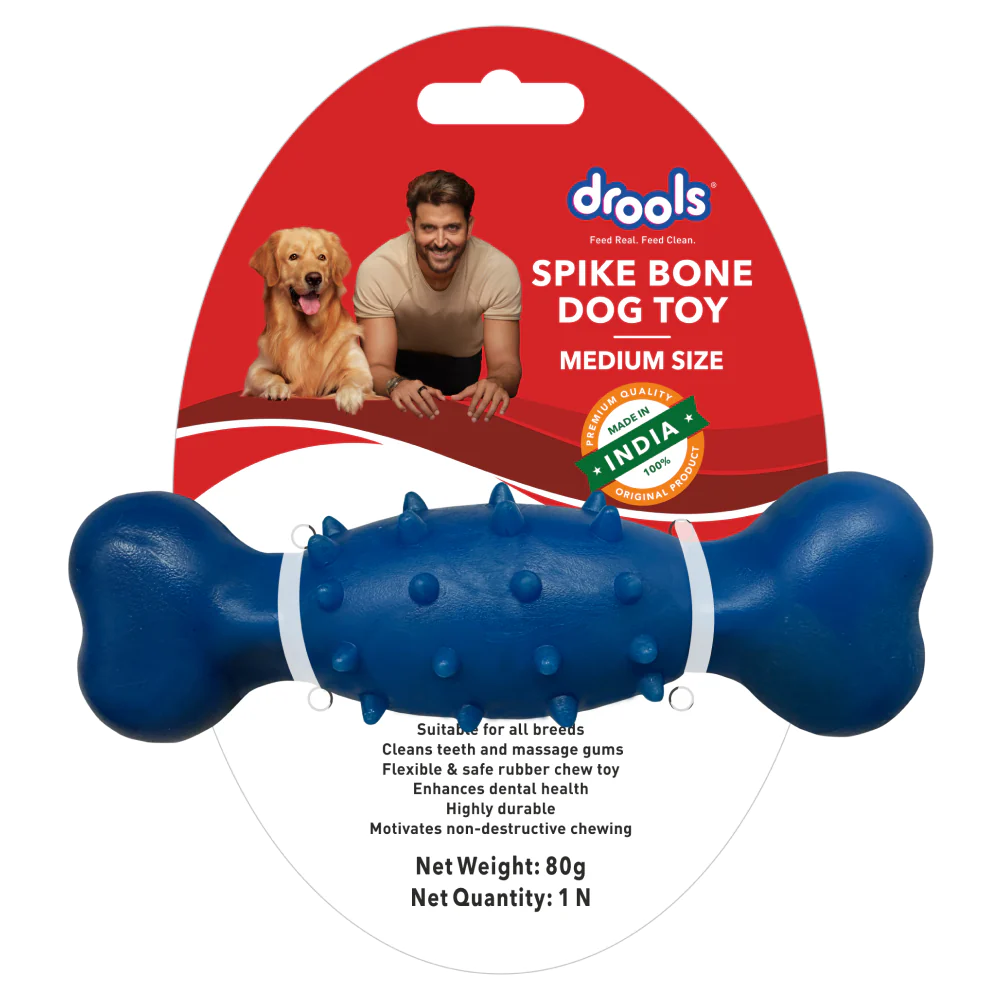 drools®
Feed Real. Feed Clean.
SPIKE BONE
DOG TOY
MEDIUM SIZE
PREMIUM QUALITY
MADE IN
INDIA
100%
ORIGINAL PRODUCT
Suitable for all breeds
Cleans teeth and massage gums
Flexible & safe rubber chew toy
Enhances dental health
Highly durable
Motivates non-destructive chewing
Net Weight: 80g
Net Quantity: 1 N